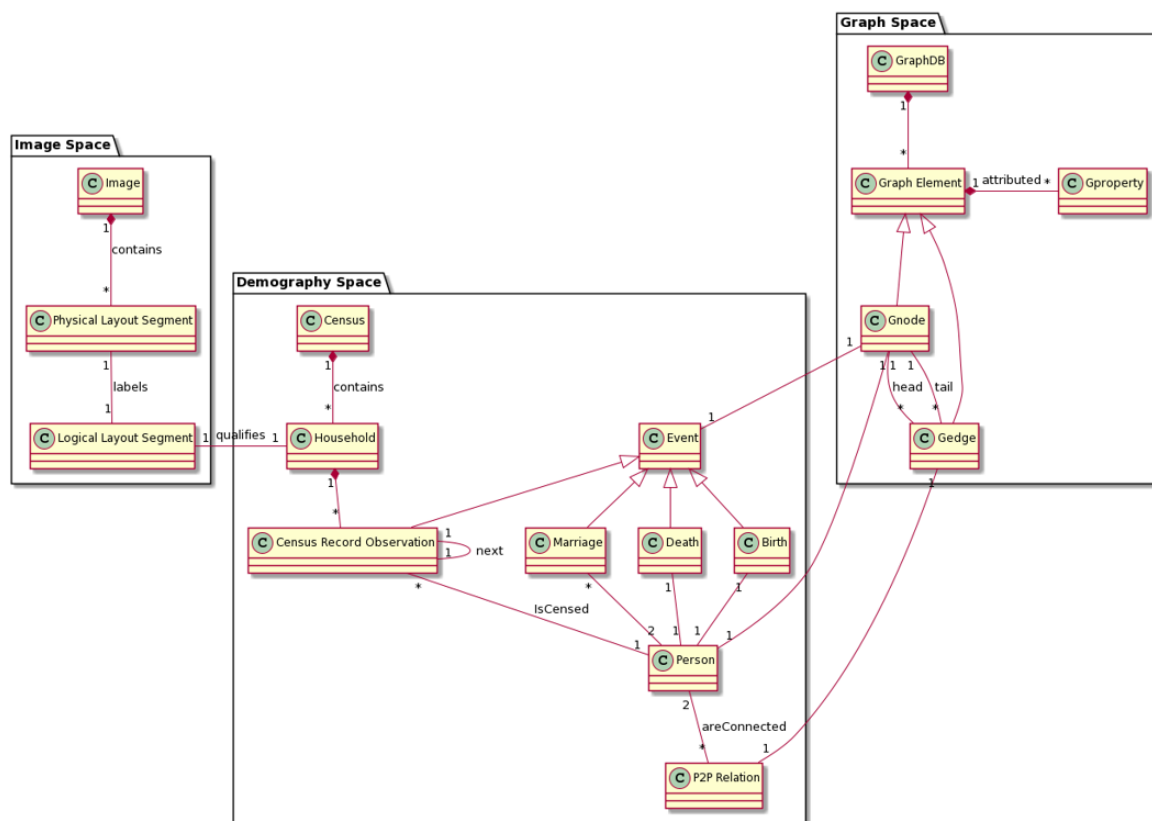 Graph Space
C GraphDB
1
*
Image Space
C Image
C Graph Element
1 attributed *
C Gproperty
1
contains
*
Demography Space
C Physical Layout Segment
C Census
C Gnode
1
1
1
1
1
1
labels
contains
head
tail
1
*
1
*
*
C Logical Layout Segment
1 qualifies 1
C Household
C Event
C Gedge
1
1
*
C Census Record Observation
1
1
next
C Marriage
C Death
C Birth
*
*
1
1
IsCensed
1
2
1
1
1
C Person
2
areConnected
*
1
C P2P Relation